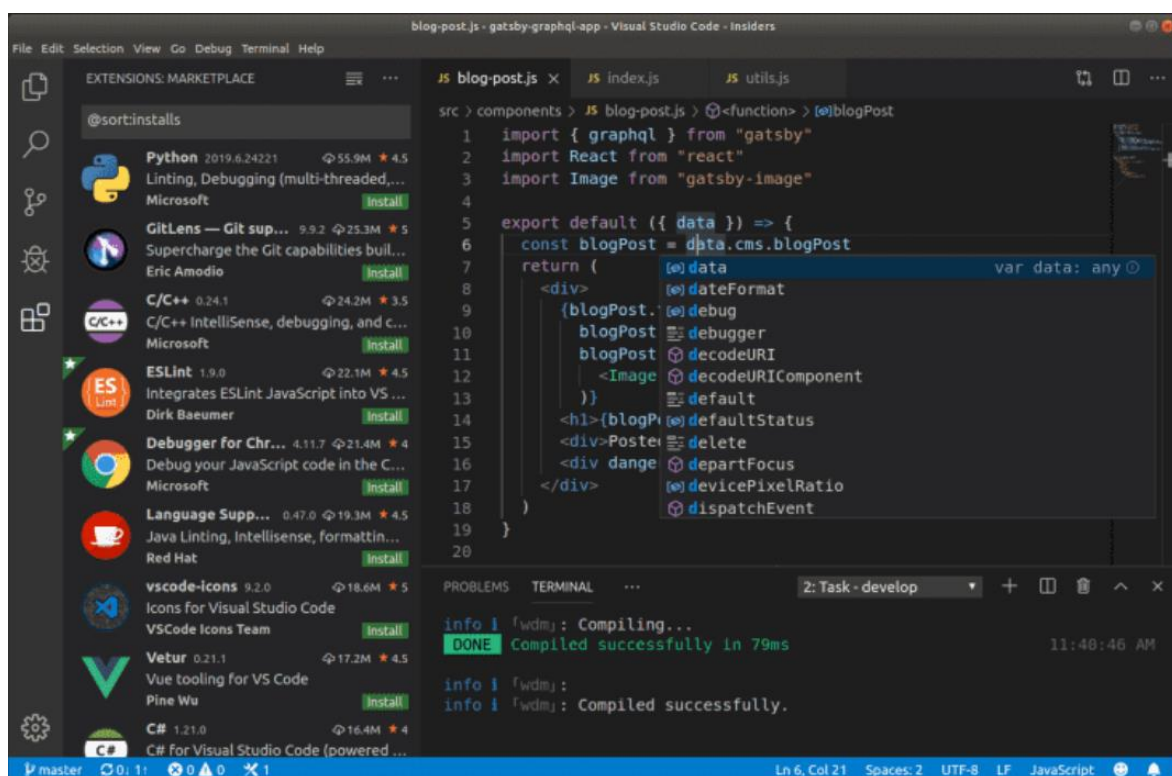 blog-post.js - gatsby-graphql-app - Visual Studio Code - Insiders
File Edit Selection View Go Debug Terminal Help
EXTENSIONS: MARKETPLACE
@sort:installs
Python 2019.6.24221 55.9M ★ 4.5
Linting, Debugging (multi-threaded,...
Microsoft Install
GitLens — Git sup... 9.9.2 25.3M ★ 5
Supercharge the Git capabilities buil...
Eric Amodio Install
C/C++
C/C++ 0.24.1 24.2M ★ 3.5
C/C++ IntelliSense, debugging, and c...
Microsoft Install
ES
Lint
ESLint 1.9.0 22.1M ★ 4.5
Integrates ESLint JavaScript into VS ...
Dirk Baeumer Install
Debugger for Chr... 4.11.7 21.4M ★ 4
Debug your JavaScript code in the C...
Microsoft Install
Language Supp... 0.47.0 19.3M ★ 4.5
Java Linting, Intellisense, formattin...
Red Hat Install
vscode-icons 9.2.0 18.6M ★ 5
Icons for Visual Studio Code
VSCode Icons Team Install
Vetur 0.21.1 17.2M ★ 4.5
Vue tooling for VS Code
Pine Wu Install
C#
C# 1.21.0 16.4M ★ 4
C# for Visual Studio Code (powered ...
JS blog-post.js × JS index.js JS utils.js
src > components > JS blog-post.js > <function> > blogPost
1 import { graphql } from "gatsby"
2 import React from "react"
3 import Image from "gatsby-image"
4
5 export default ({ data }) => {
6 const blogPost = data.cms.blogPost
7 return (
8 <div>
9 {blogPost.
10 blogPost
11 blogPost
12 <Image
13 )}
14 <h1>{blogP
15 <div>Poste
16 <div dange
17 </div>
18 )
19 }
20
data var data: any
dateFormat
debug
debugger
decodeURI
decodeURIComponent
default
defaultStatus
delete
departFocus
devicePixelRatio
dispatchEvent
PROBLEMS TERMINAL ... 2: Task - develop
info i ｢wdm｣: Compiling...
DONE Compiled successfully in 79ms 11:40:46 AM
info i ｢wdm｣:
info i ｢wdm｣: Compiled successfully.
master 0↓ 1↑ 0 0 1 Ln 6, Col 21 Spaces: 2 UTF-8 LF JavaScript